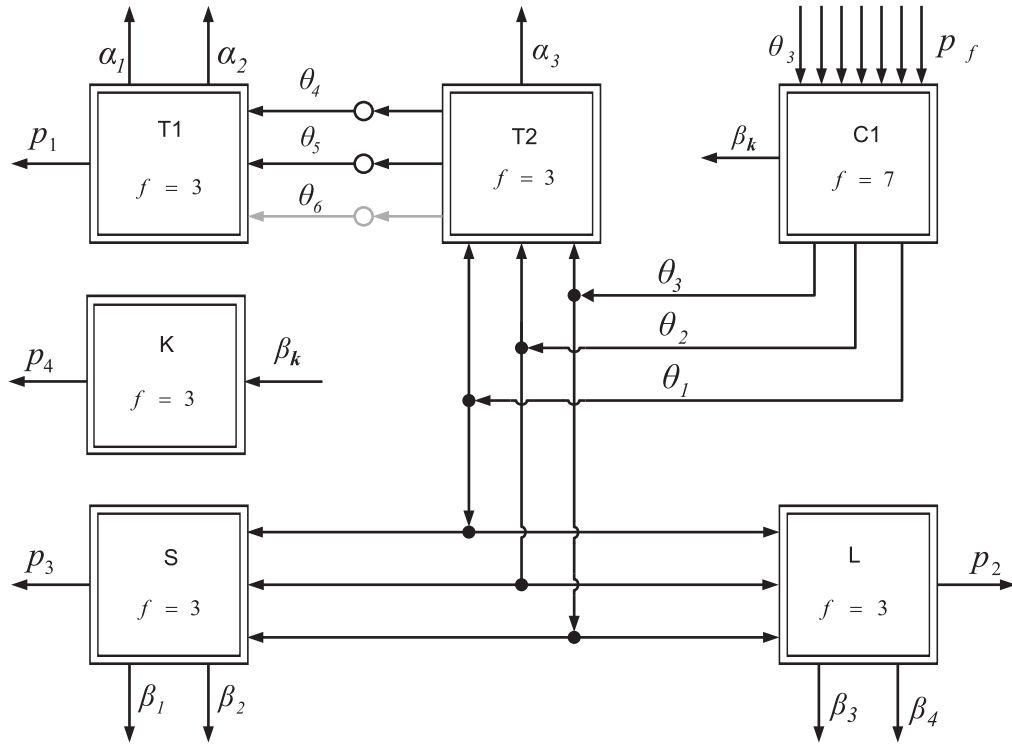 α1 α2 α3 θ3 pf
θ4
T1 T2 C1
p1 θ5 βk
f = 3 f = 3 f = 7
θ6
θ3
θ2
K
p4 βk
θ1
f = 3
S L
p3 p2
f = 3 f = 3
β1 β2 β3 β4